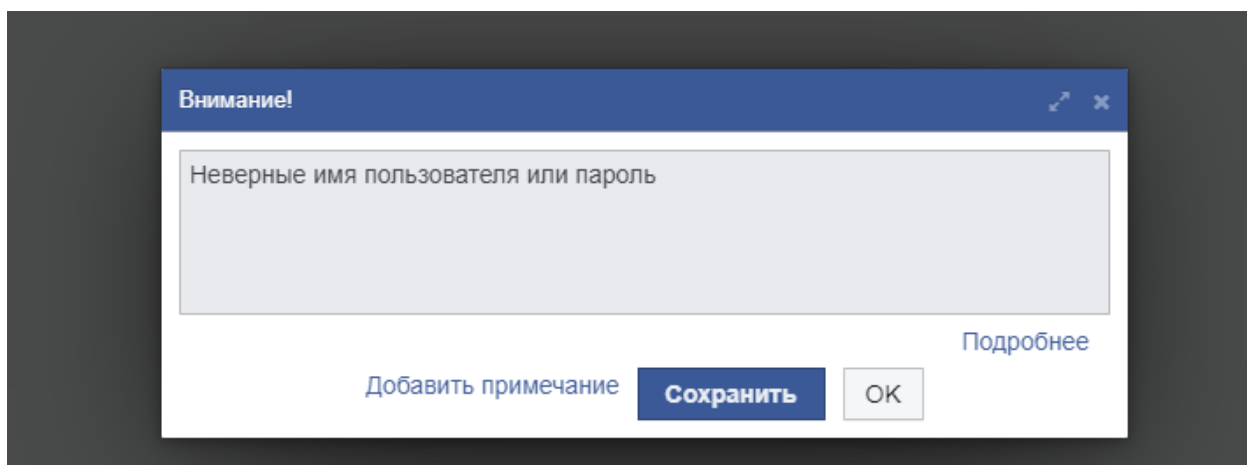 Внимание!
Неверные имя пользователя или пароль
Подробнее
Добавить примечание Сохранить OK